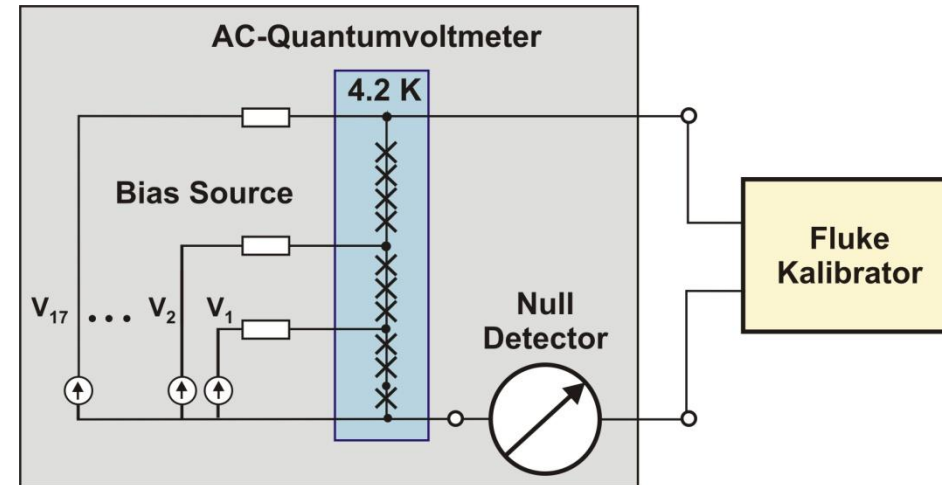 AC-Quantumvoltmeter
4.2 K
Bias Source
V17 ... V2 V1
Null
Detector
Fluke
Kalibrator